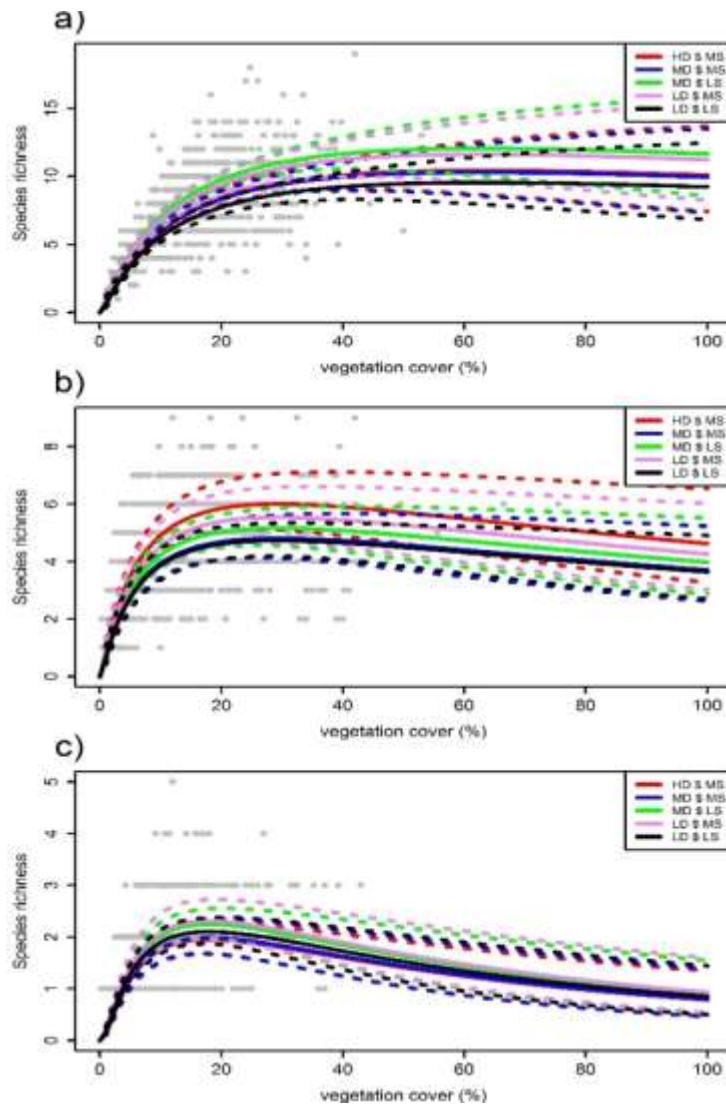 a)
Species richness
15
10
5
0
HD $ MS
MD $ MS
MD $ LS
LD $ MS
LD $ LS
0 20 40 60 80 100
vegetation cover (%)
b)
Species richness
8
6
4
2
0
HD $ MS
MD $ MS
MD $ LS
LD $ MS
LD $ LS
0 20 40 60 80 100
vegetation cover (%)
c)
Species richness
5
4
3
2
1
0
HD $ MS
MD $ MS
MD $ LS
LD $ MS
LD $ LS
0 20 40 60 80 100
vegetation cover (%)